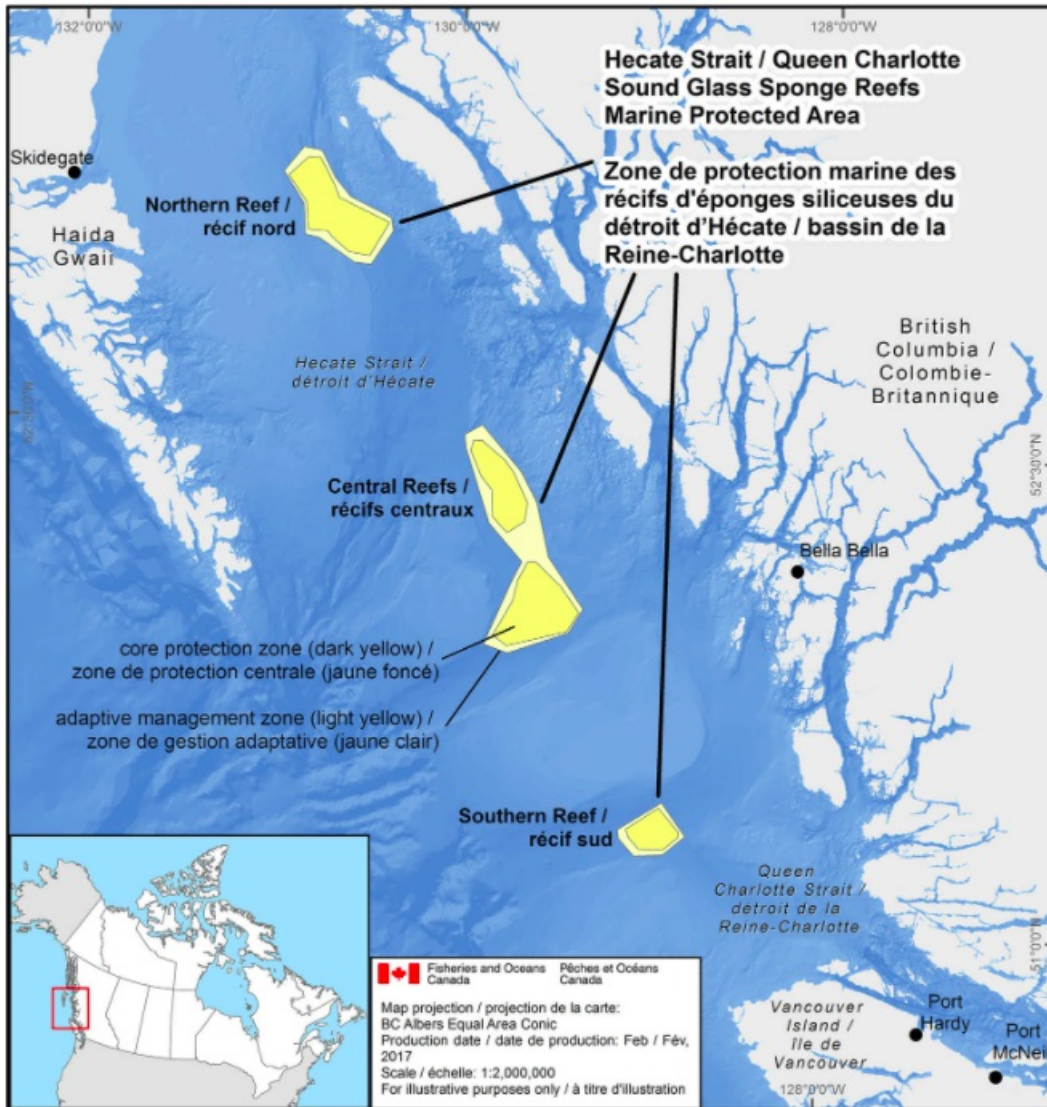 132°0'0"W
130°0'0"W
128°0'0"W
Hecate Strait / Queen Charlotte
Sound Glass Sponge Reefs
Marine Protected Area
Zone de protection marine des
récifs d'éponges siliceuses du
détroit d'Hécate / bassin de la
Reine-Charlotte
Skidegate
Haida
Gwaii
Northern Reef /
récif nord
Hecate Strait /
détroit d'Hécate
British
Columbia /
Colombie-
Britannique
52°30'0"N
52°30'0"N
Central Reefs /
récifs centraux
Bella Bella
core protection zone (dark yellow) /
zone de protection centrale (jaune foncé)
adaptive management zone (light yellow) /
zone de gestion adaptative (jaune clair)
Southern Reef /
récif sud
Queen
Charlotte Strait /
détroit de la
Reine-Charlotte
51°0'0"N
Fisheries and Oceans
Canada
Pêches et Océans
Canada
Map projection / projection de la carte:
BC Albers Equal Area Conic
Production date / date de production: Feb / Fév,
2017
Scale / échelle: 1:2,000,000
For illustrative purposes only / à titre d'illustration
Vancouver
Island /
île de
Vancouver
Port
Hardy
Port
McNeil
128°0'0"W